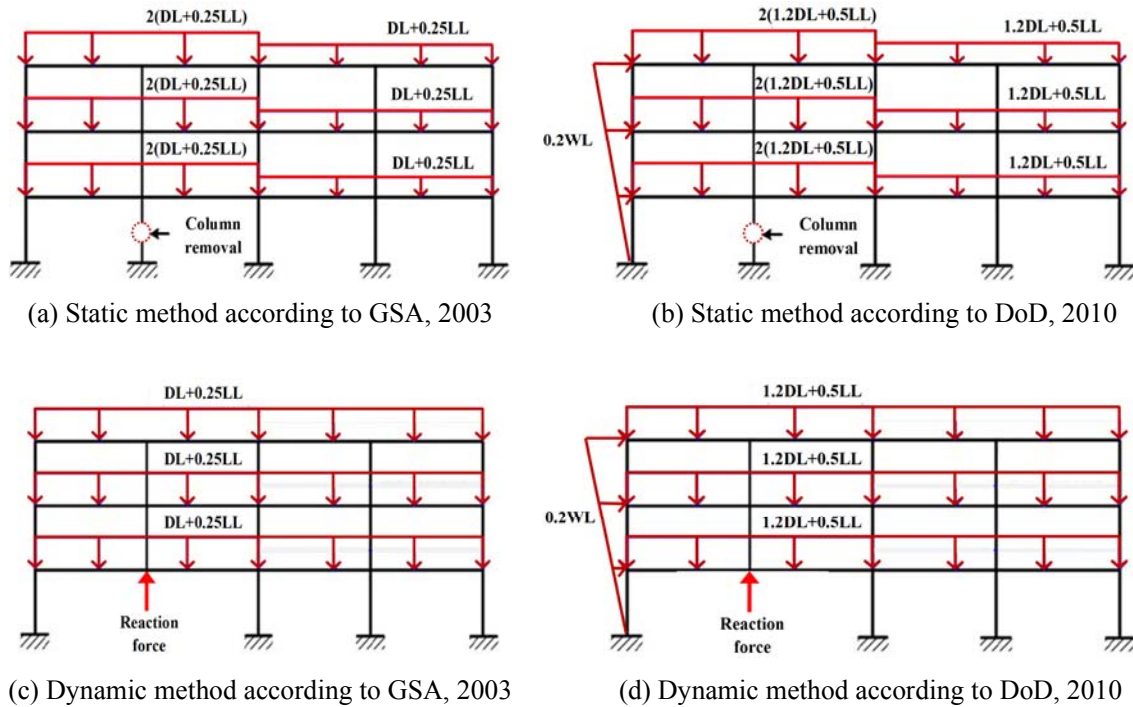 2(DL+0.25LL)
DL+0.25LL
2(DL+0.25LL)
DL+0.25LL
2(DL+0.25LL)
DL+0.25LL
Column
removal
(a) Static method according to GSA, 2003
2(1.2DL+0.5LL)
1.2DL+0.5LL
2(1.2DL+0.5LL)
1.2DL+0.5LL
0.2WL
2(1.2DL+0.5LL)
1.2DL+0.5LL
Column
removal
(b) Static method according to DoD, 2010
DL+0.25LL
DL+0.25LL
DL+0.25LL
Reaction
force
(c) Dynamic method according to GSA, 2003
1.2DL+0.5LL
1.2DL+0.5LL
0.2WL
1.2DL+0.5LL
Reaction
force
(d) Dynamic method according to DoD, 2010